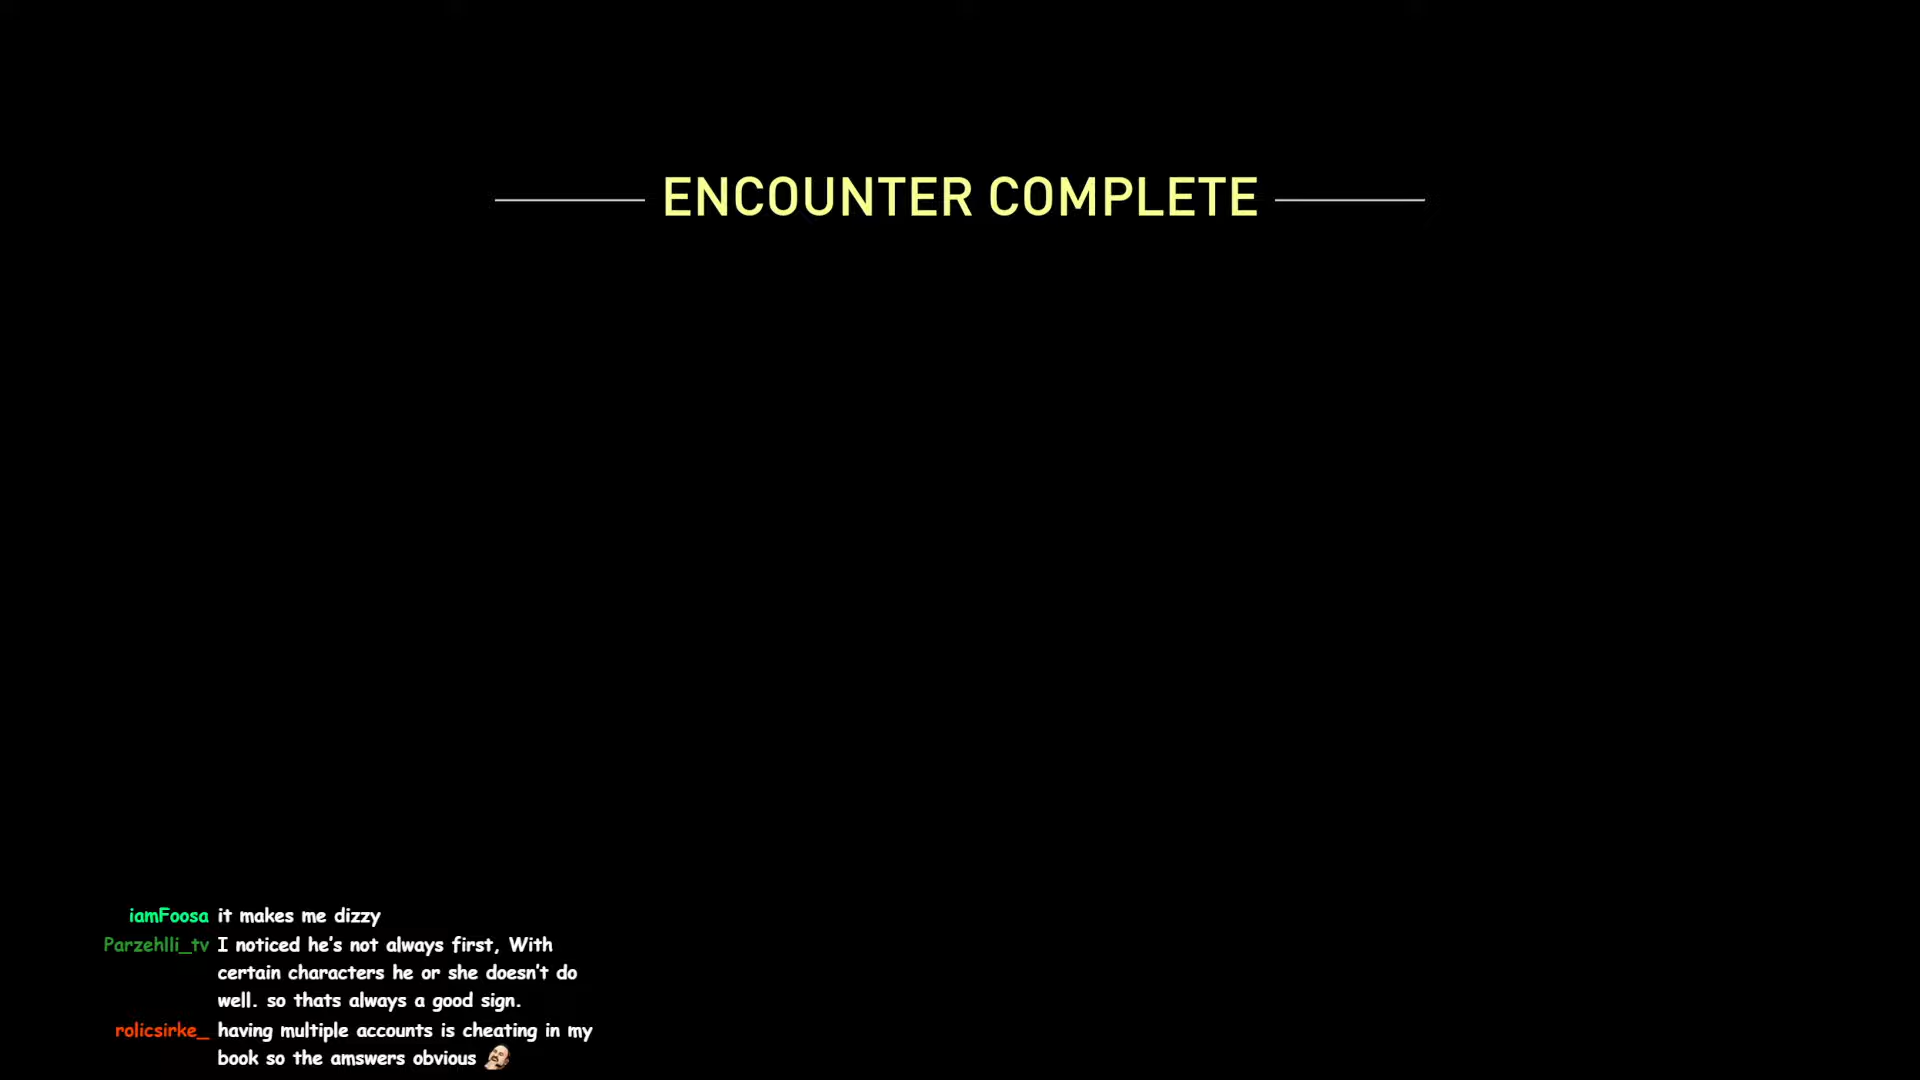 ENCOUNTER COMPLETE
iamFoosa it makes me dizzy
Parzehlli_tv I noticed he's not always first, With
certain characters he or she doesn't do
well. so thats always a good sign.
rolicsirke_ having multiple accounts is cheating in my
book so the amswers obvious